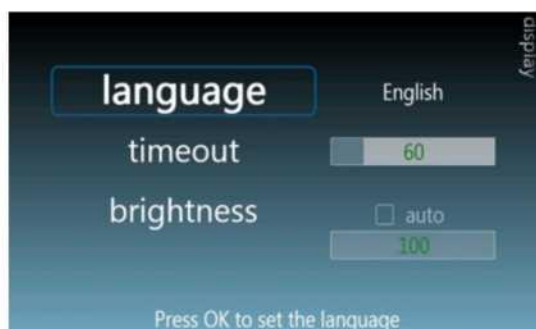 display
language English
timeout 60
brightness auto
100
Press OK to set the language